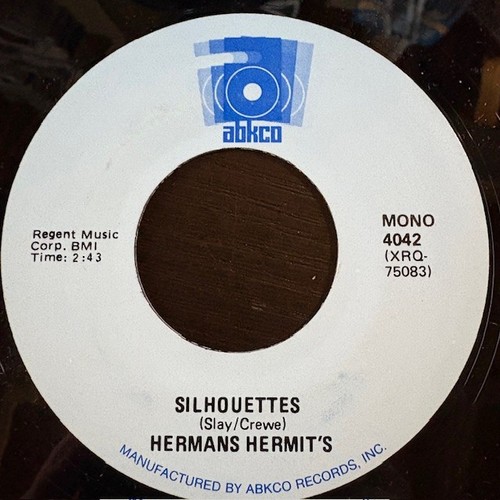 abkco
Regent Music
Corp. BMI
Time: 2:43
MONO
4042
(XRQ-
75083)
SILHOUETTES
(Slay/Crewe)
HERMANS HERMIT'S
MANUFACTURED BY ABKCO RECORDS, INC.